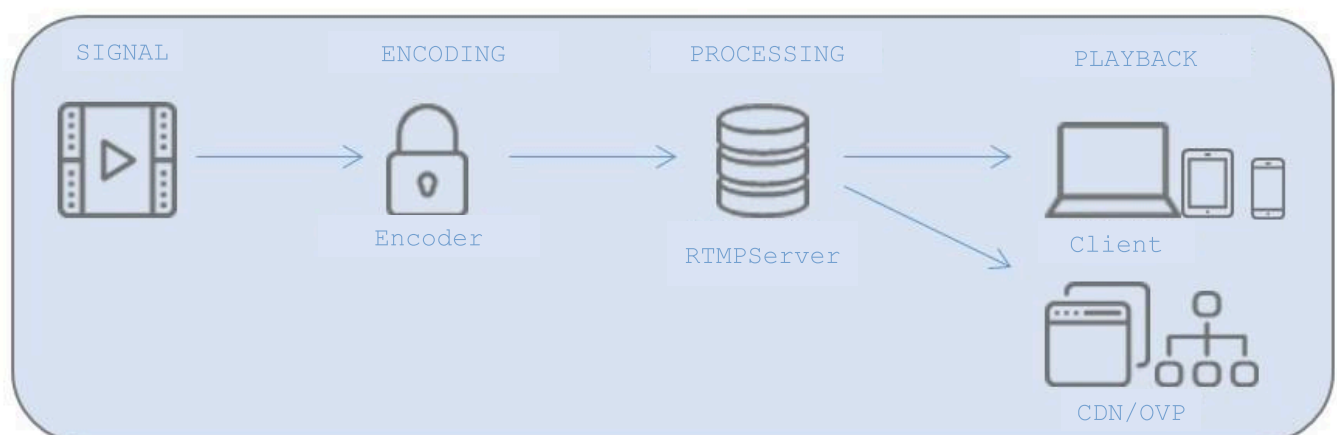 SIGNAL
ENCODING
PROCESSING
PLAYBACK
Encoder
RTMPServer
Client
CDN/OVP